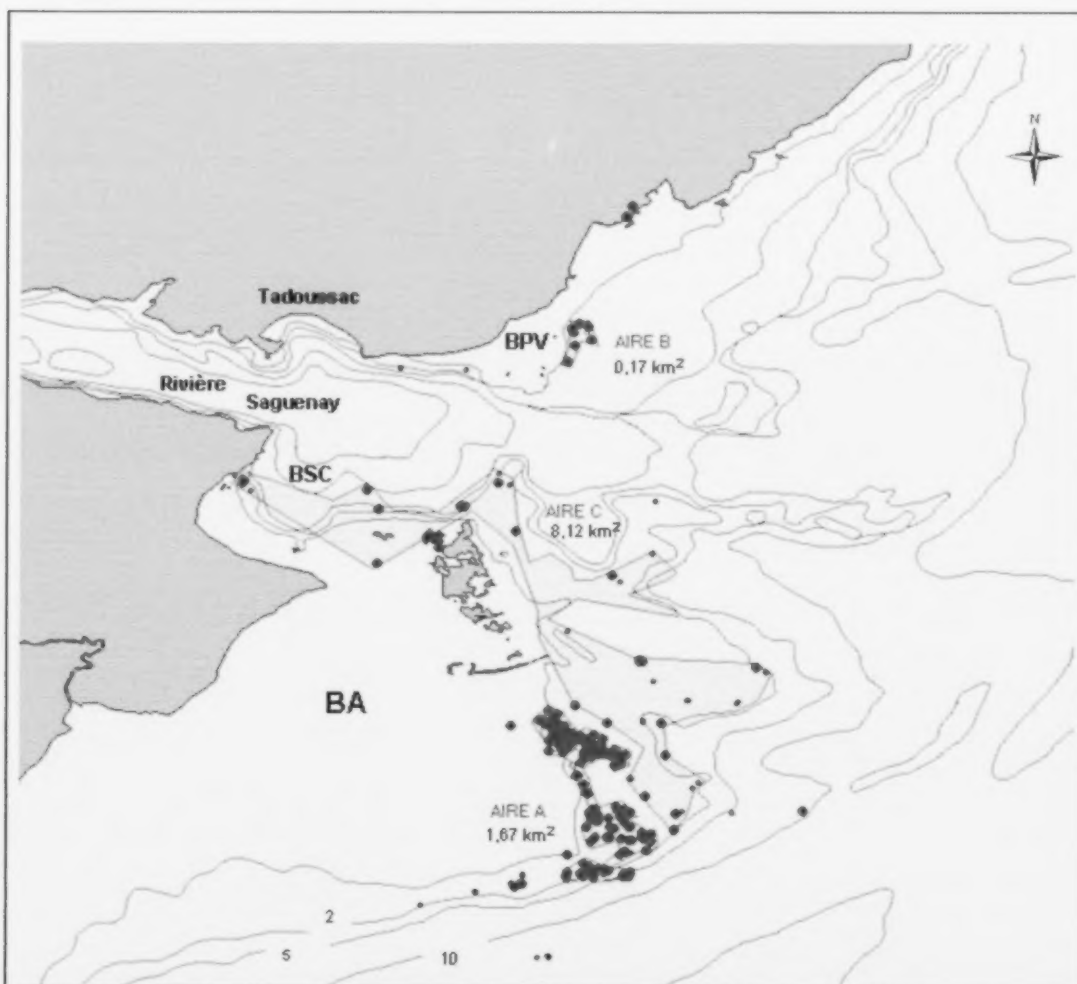 N
Tadoussac
BPV
AIRE B
0,17 km²
Rivière
Saguenay
BSC
AIRE C
8,12 km²
BA
AIRE A
1,67 km²
2
5
10